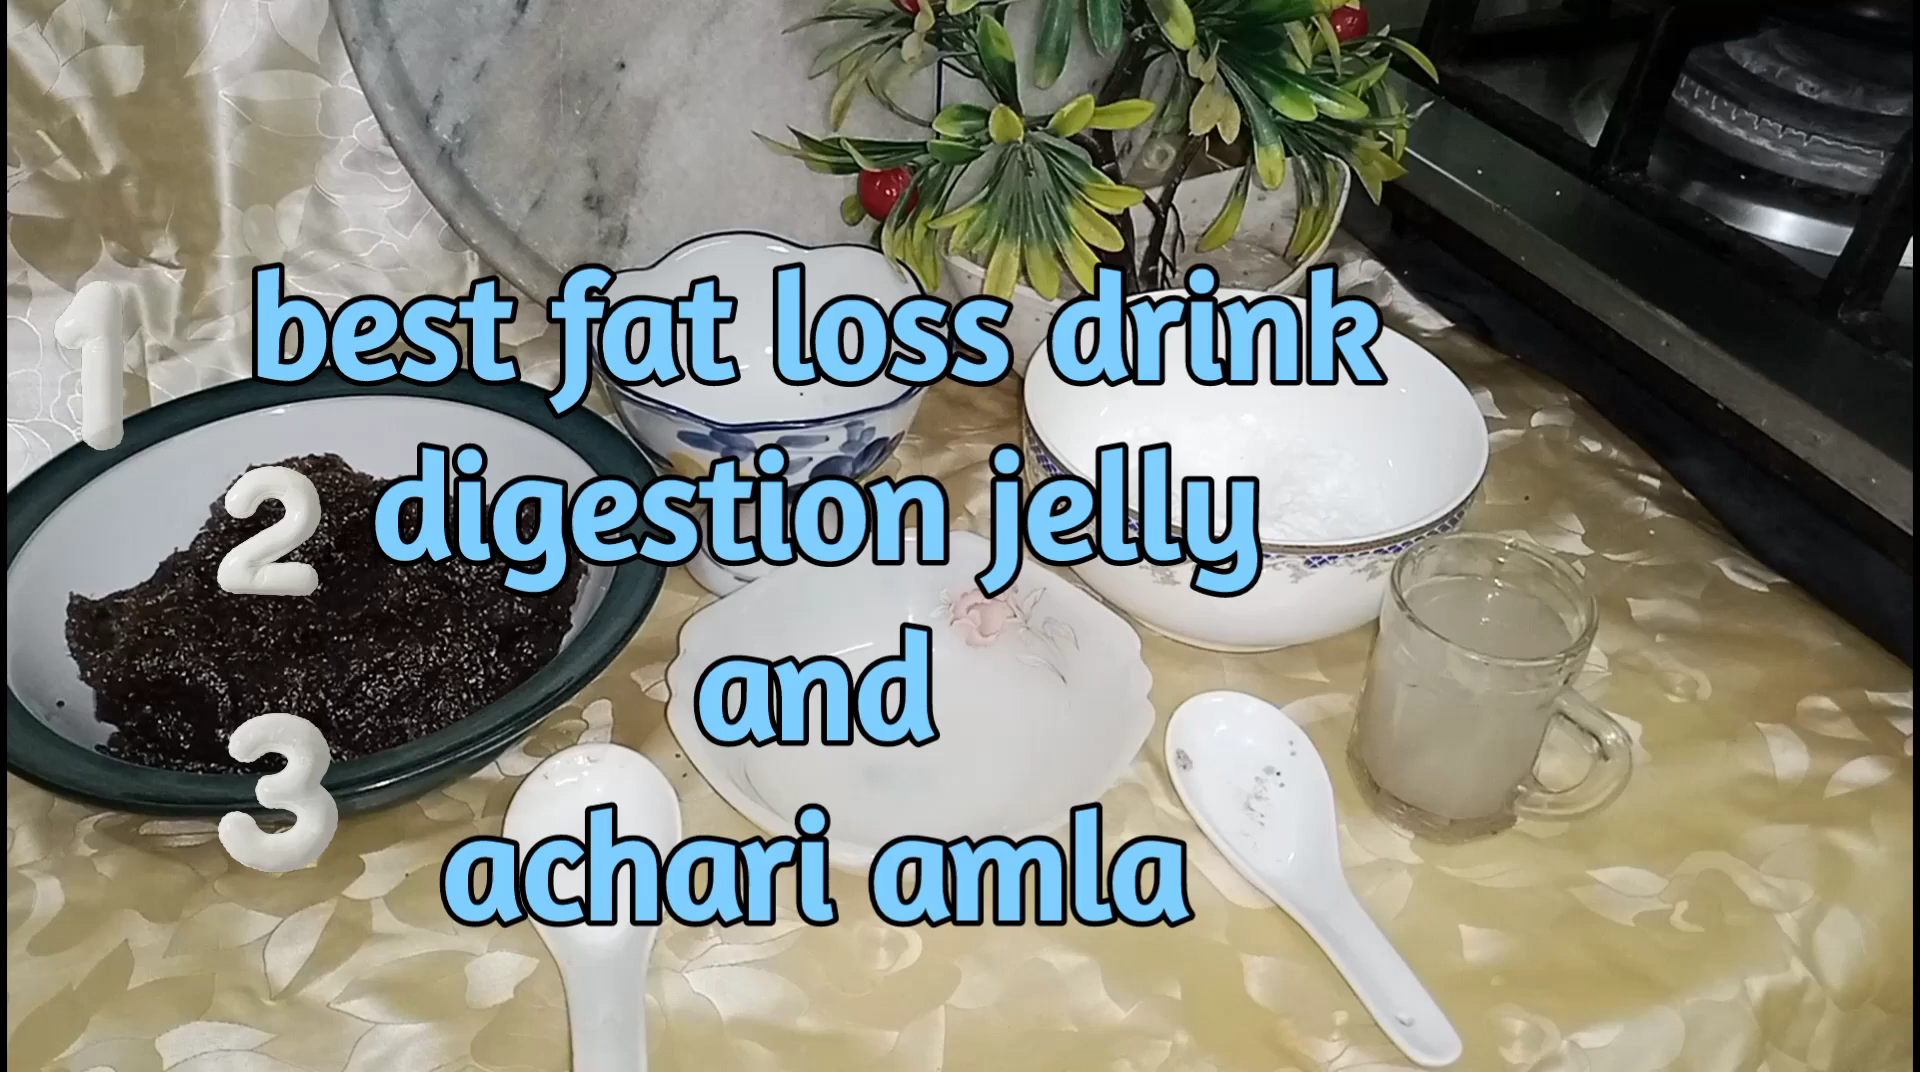 1 best fat loss drink
2 digestion jelly
and
3 achari amla